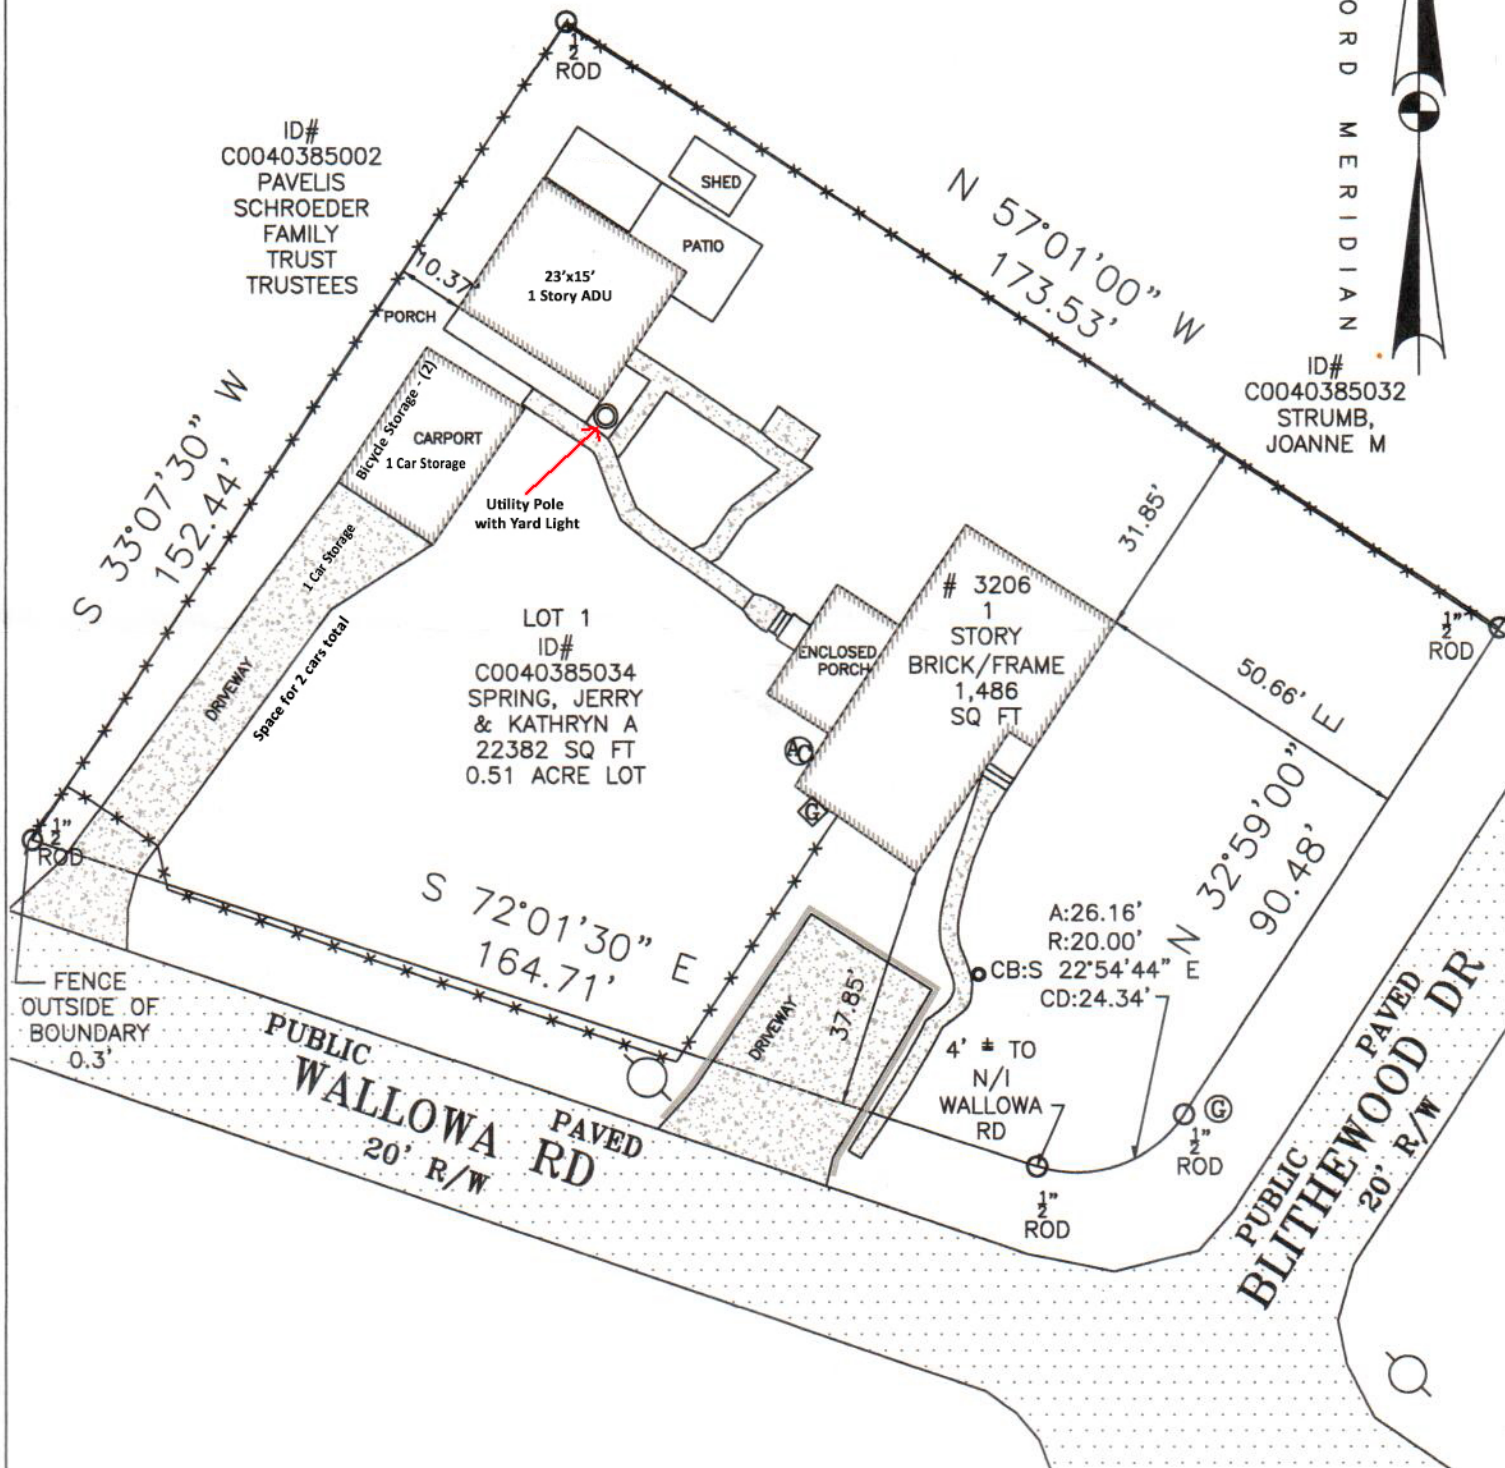 1"
2
ROD
ORD MERIDIAN
ID#
C0040385002
PAVELIS
SCHROEDER
FAMILY
TRUST
TRUSTEES
SHED
PATIO
23'x15'
1 Story ADU
10.37'
PORCH
N 57°01'00" W
173.53'
ID#
C0040385032
STRUMB,
JOANNE M
S 33°07'30" W
152.44'
Bicycle Storage - (2)
CARPORT
1 Car Storage
Utility Pole
with Yard Light
1 Car Storage
31.85'
DRIVEWAY
Space for 2 cars total
LOT 1
ID#
C0040385034
SPRING, JERRY
& KATHRYN A
22382 SQ FT
0.51 ACRE LOT
# 3206
1
STORY
BRICK/FRAME
1,486
SQ FT
ENCLOSED
PORCH
1"
2
ROD
50.66'
N 32°59'00" E
90.48'
AC
G
1"
2
ROD
S 72°01'30" E
164.71'
FENCE
OUTSIDE OF
BOUNDARY
0.3'
DRIVEWAY
37.85'
A:26.16'
R:20.00'
CB:S 22°54'44" E
CD:24.34'
4' ± TO
N/I
WALLOWA
RD
PUBLIC
WALLOWA RD
PAVED
20' R/W
G
1"
2
ROD
1"
2
ROD
PUBLIC
BLITHEWOOD DR
PAVED
20' R/W